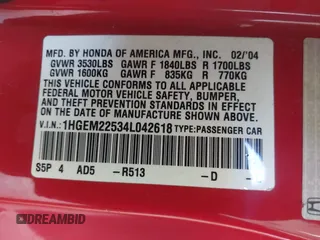 MFD. BY HONDA OF AMERICA MFG., INC. 02/'04
GVWR 3530LBS GAWR F 1840LBS R 1700LBS
GVWR 1600KG GAWR F 835KG R 770KG
THIS VEHICLE CONFORMS TO ALL APPLICABLE
FEDERAL MOTOR VEHICLE SAFETY, BUMPER,
AND THEFT PREVENTION STANDARDS IN EFFECT
ON THE DATE OF MANUFACTURE SHOWN ABOVE.
V.I.N.: 1HGEM22534L042618 TYPE: PASSENGER CAR
S5P 4 AD5 -R513 -D -
DREAMBID